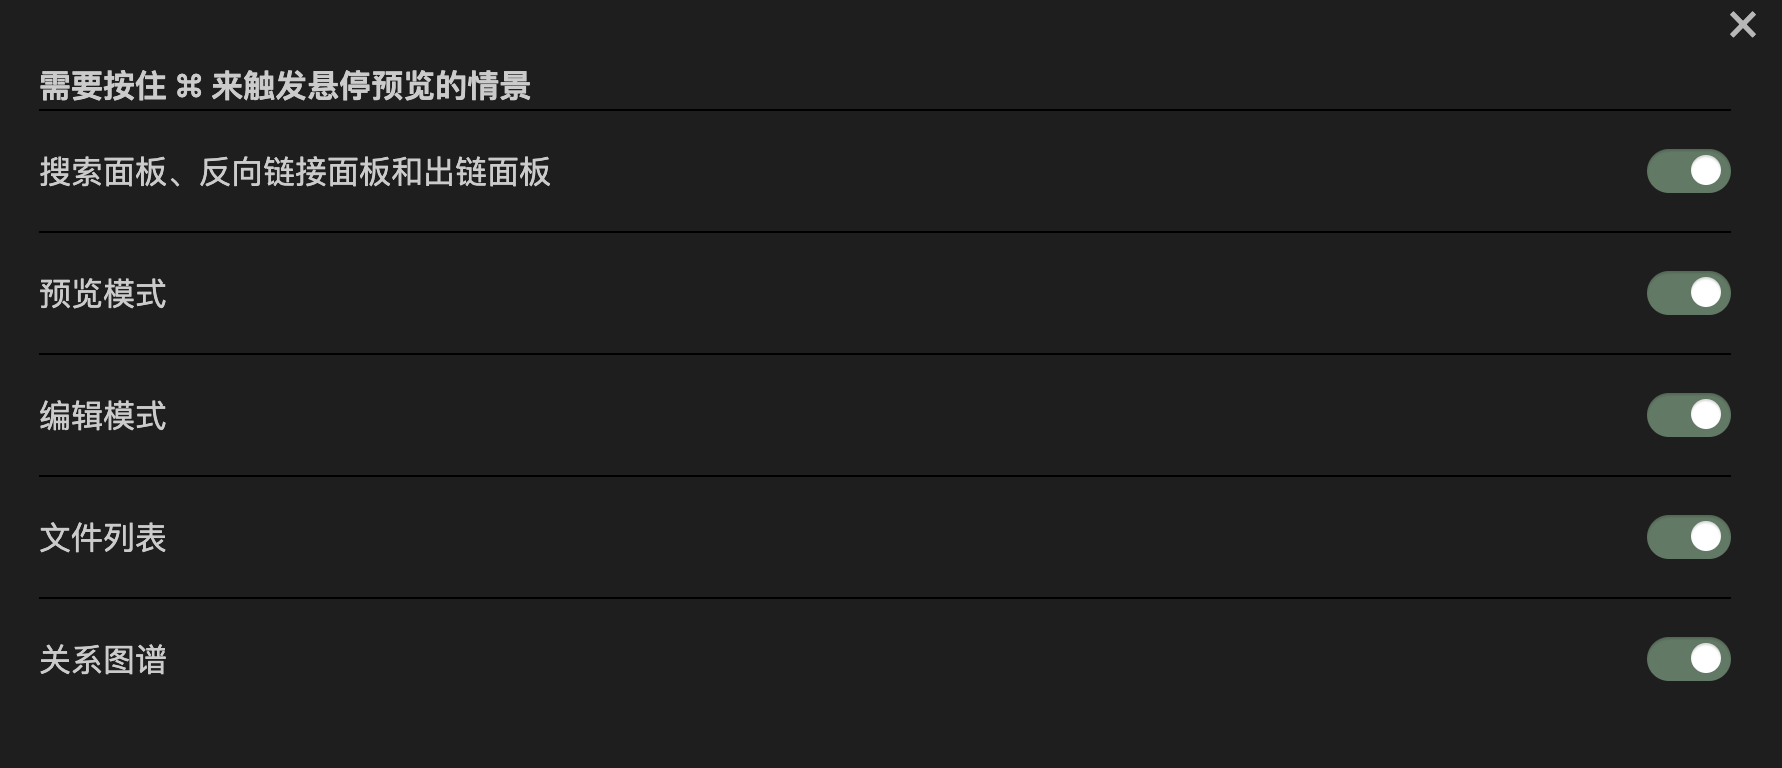 需要按住 ⌘ 来触发悬停预览的情景
搜索面板、反向链接面板和出链面板
预览模式
编辑模式
文件列表
关系图谱